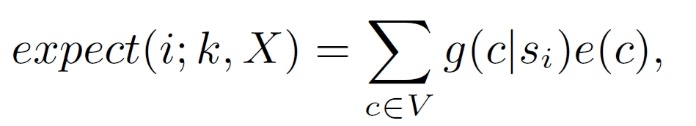 expect(i; k, X) = ∑_{c∈V} g(c|s_i)e(c),